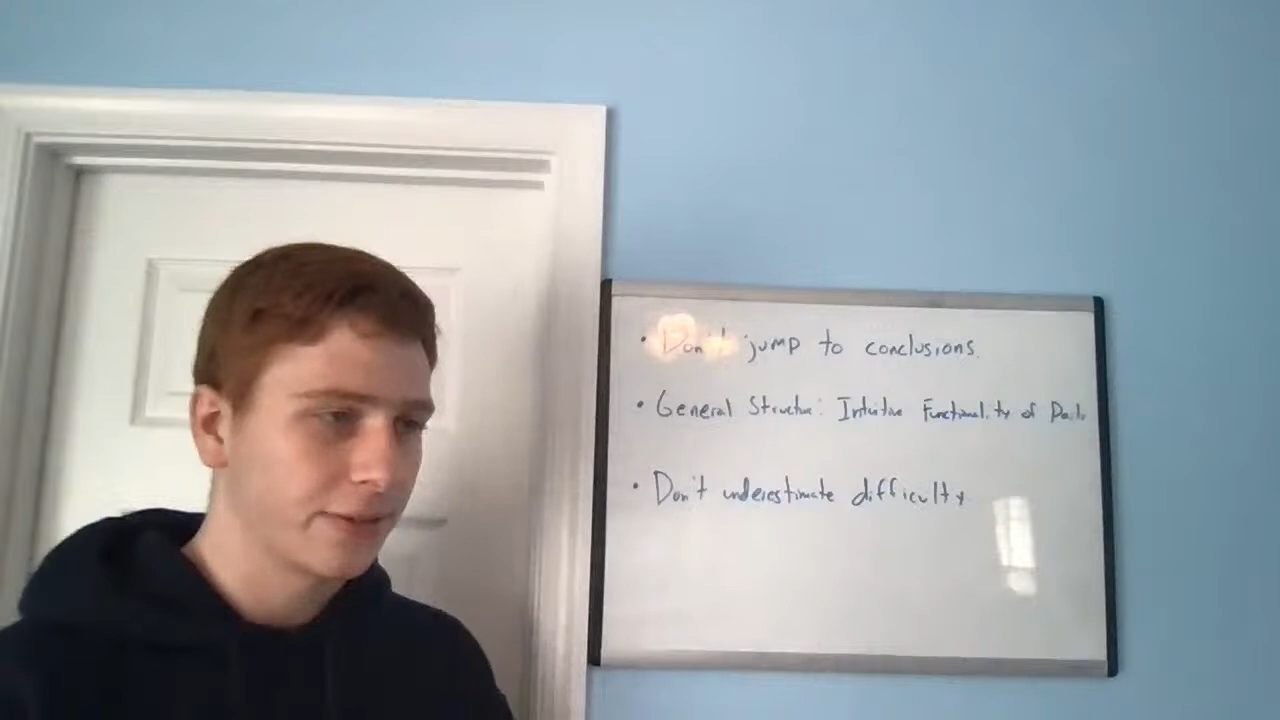 • Don't jump to conclusions.
• General Structure: Intuitive Functionality of
• Don't underestimate difficulty